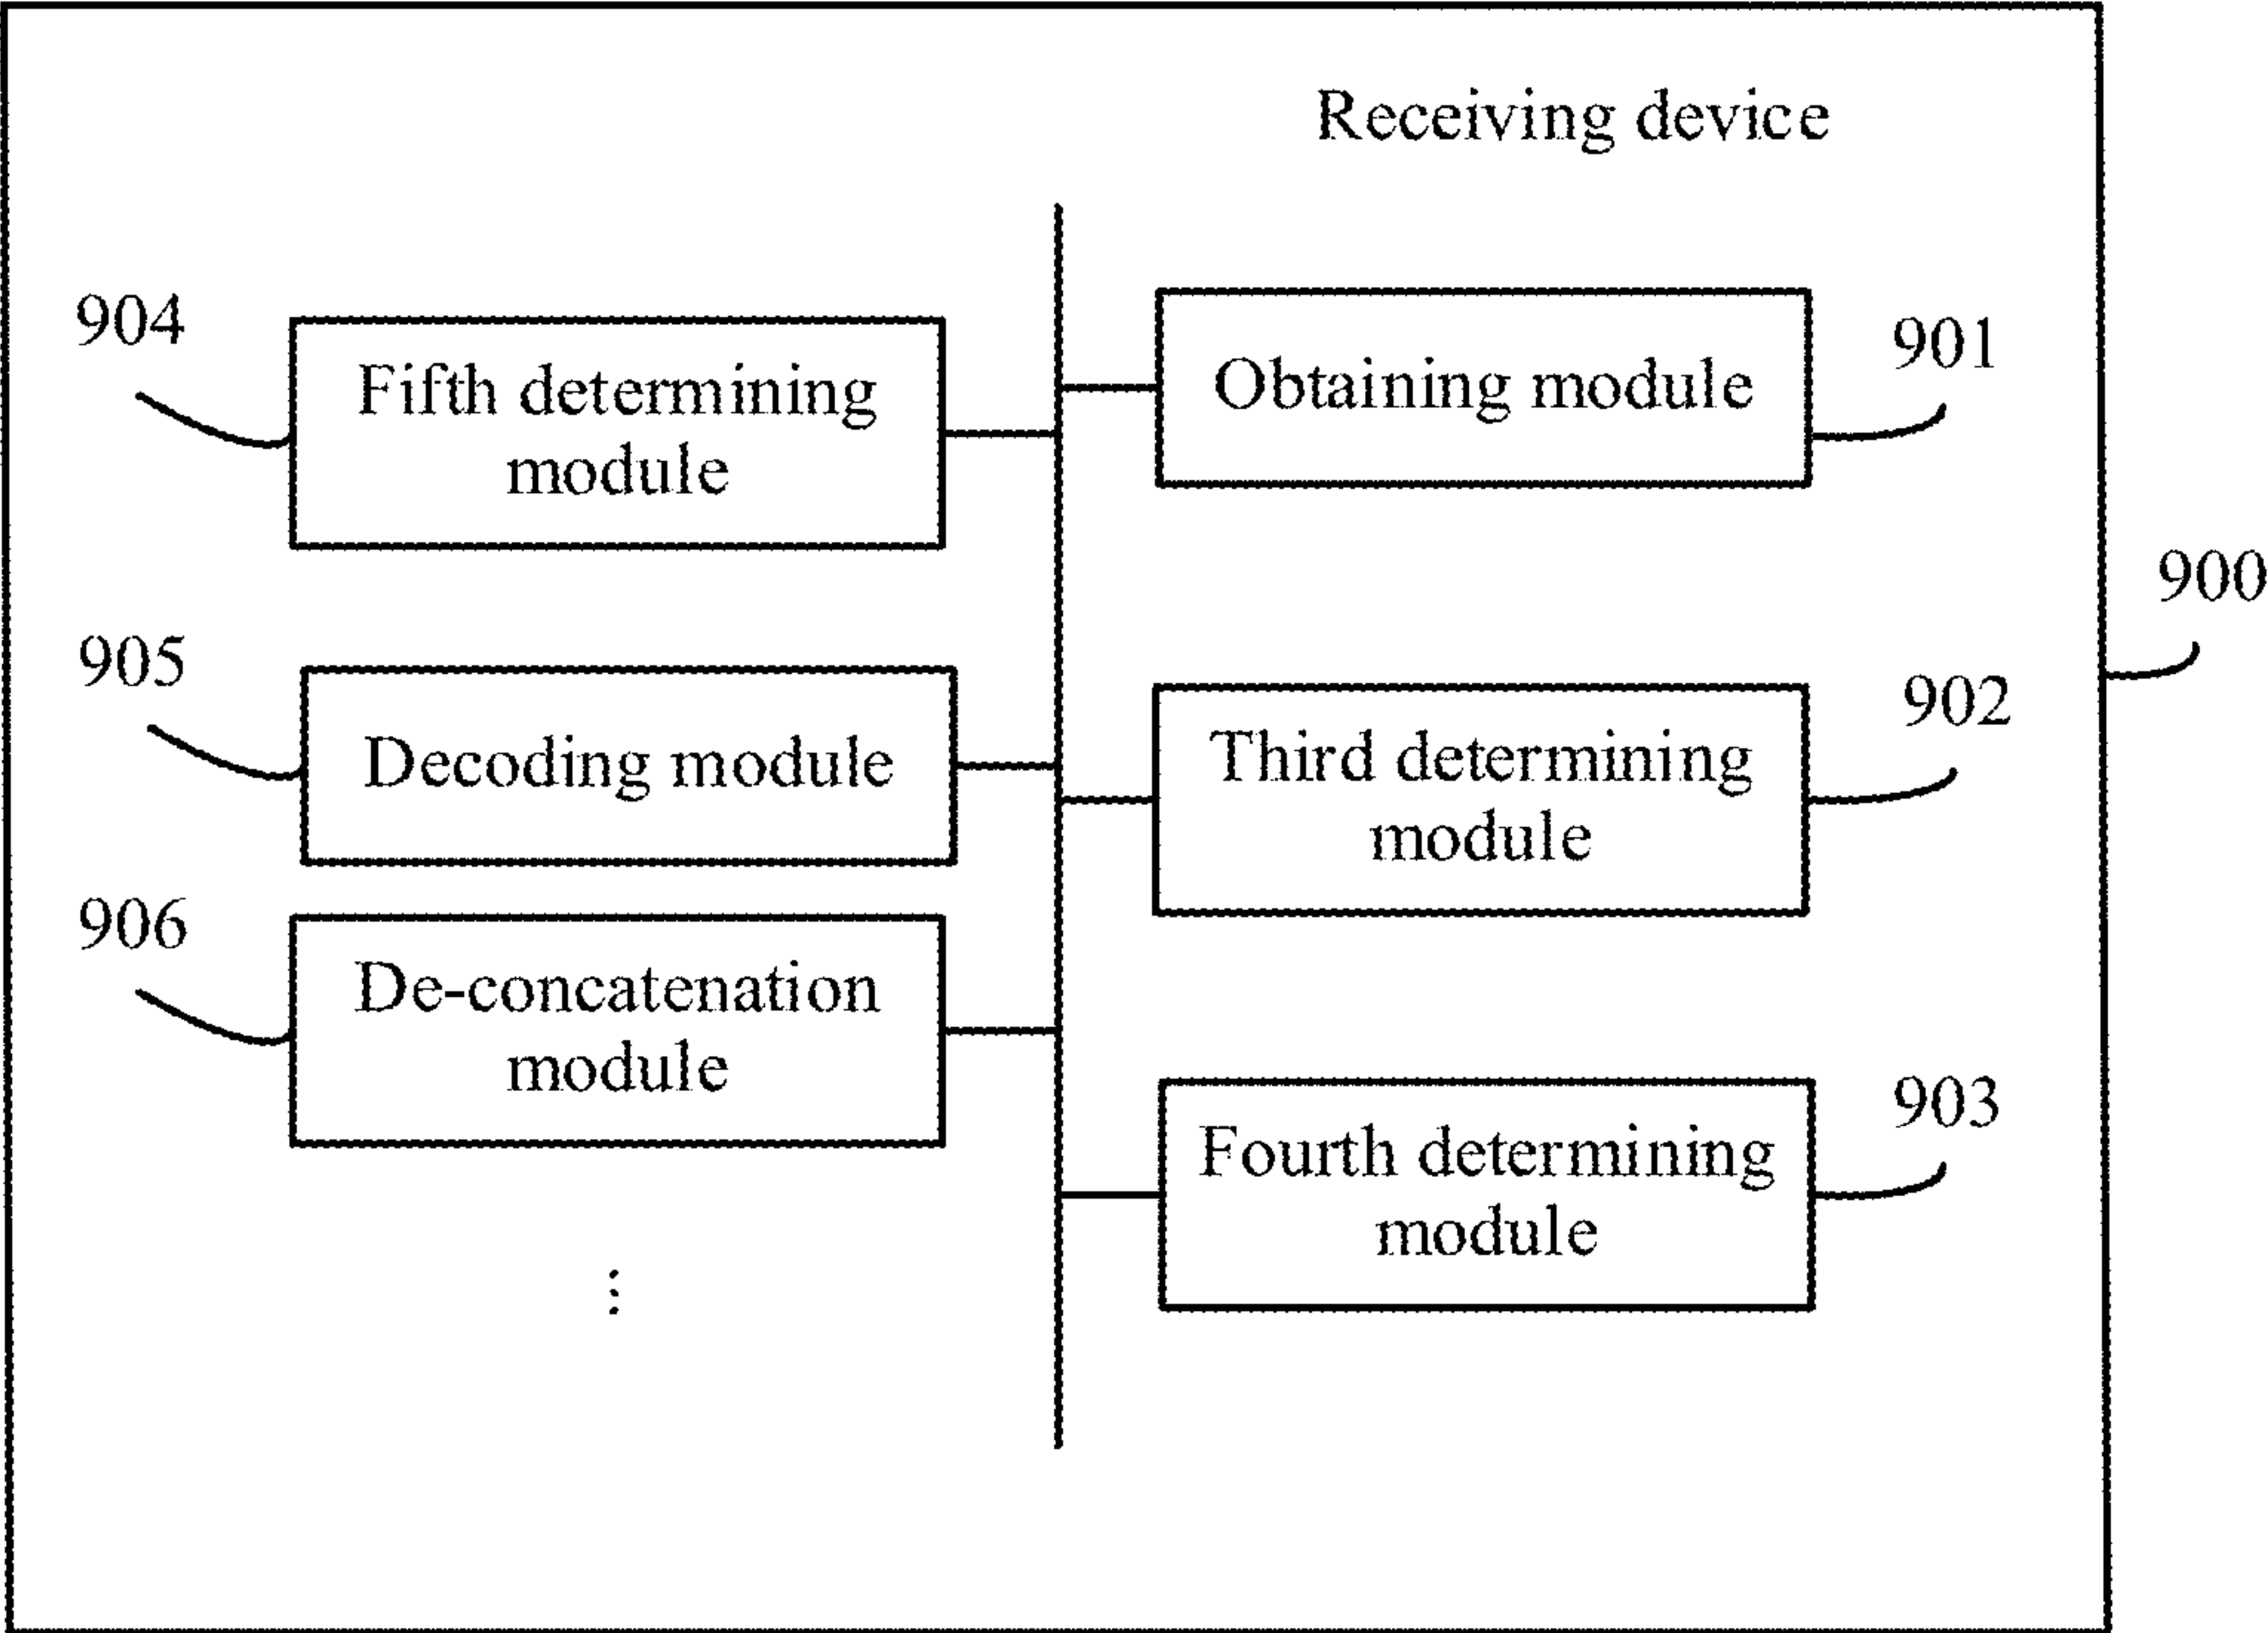 Receiving device
904
Fifth determining
module
Obtaining module
901
900
905
Decoding module
Third determining
module
902
906
De-concatenation
module
Fourth determining
module
903
⋮